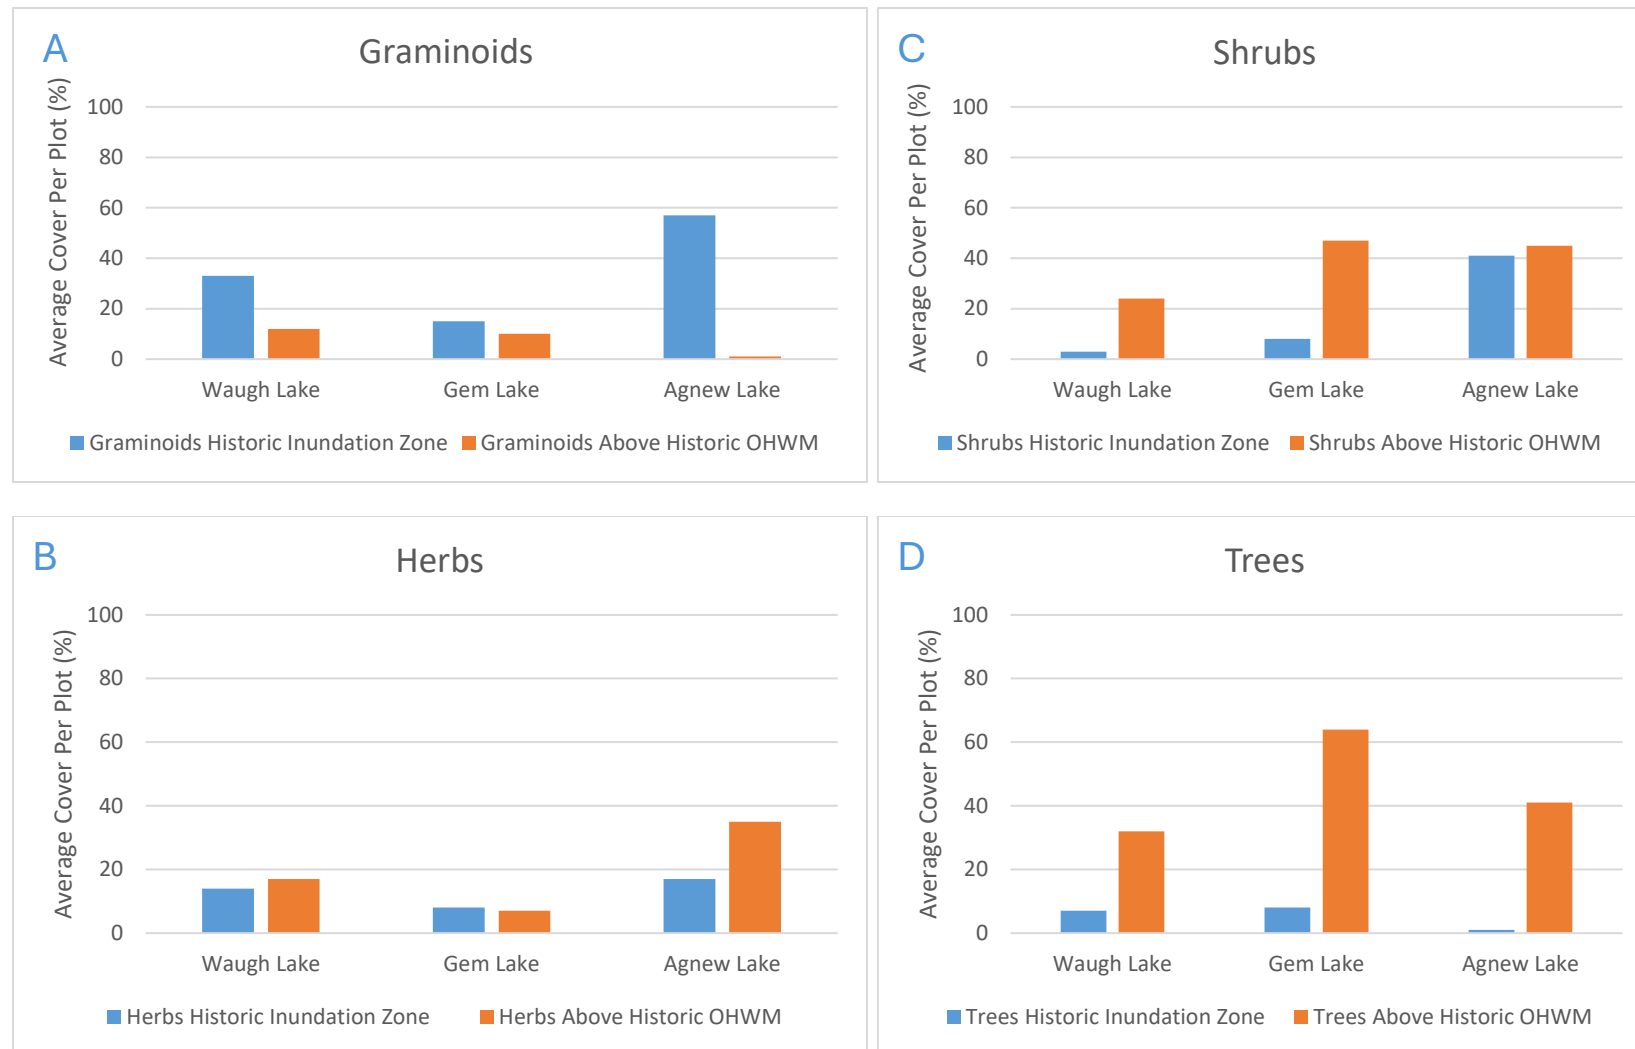 A
Graminoids
Average Cover Per Plot (%)
100
80
60
40
20
0
Waugh Lake Gem Lake Agnew Lake
Graminoids Historic Inundation Zone Graminoids Above Historic OHWM
C
Shrubs
Average Cover Per Plot (%)
100
80
60
40
20
0
Waugh Lake Gem Lake Agnew Lake
Shrubs Historic Inundation Zone Shrubs Above Historic OHWM
B
Herbs
Average Cover Per Plot (%)
100
80
60
40
20
0
Waugh Lake Gem Lake Agnew Lake
Herbs Historic Inundation Zone Herbs Above Historic OHWM
D
Trees
Average Cover Per Plot (%)
100
80
60
40
20
0
Waugh Lake Gem Lake Agnew Lake
Trees Historic Inundation Zone Trees Above Historic OHWM